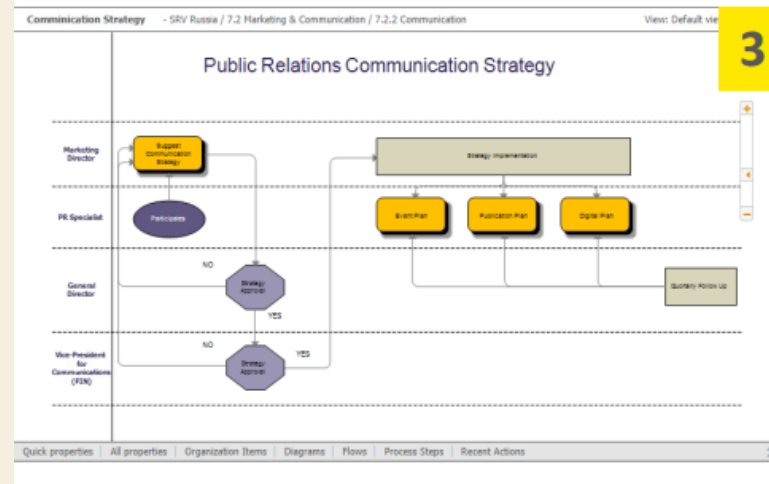 Comminication Strategy - SRV Russia / 7.2 Marketing & Communication / 7.2.2 Communication View: Default vie
3
Public Relations Communication Strategy
Marketing
Director
Suggest
Communication
Strategy
Strategy Implementation
PR Specialist
Participates
Event Plan
Publication Plan
Digital Plan
NO
General
Director
Strategy
Approval
Quarterly Follow Up
YES
NO
YES
Vice-President
for
Communications
(FIN)
Strategy
Approval
Quick properties All properties Organization Items Diagrams Flows Process Steps Recent Actions